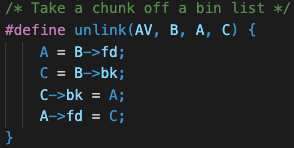 /* Take a chunk off a bin list */
#define unlink(AV, B, A, C) {
    A = B->fd;
    C = B->bk;
    C->bk = A;
    A->fd = C;
}